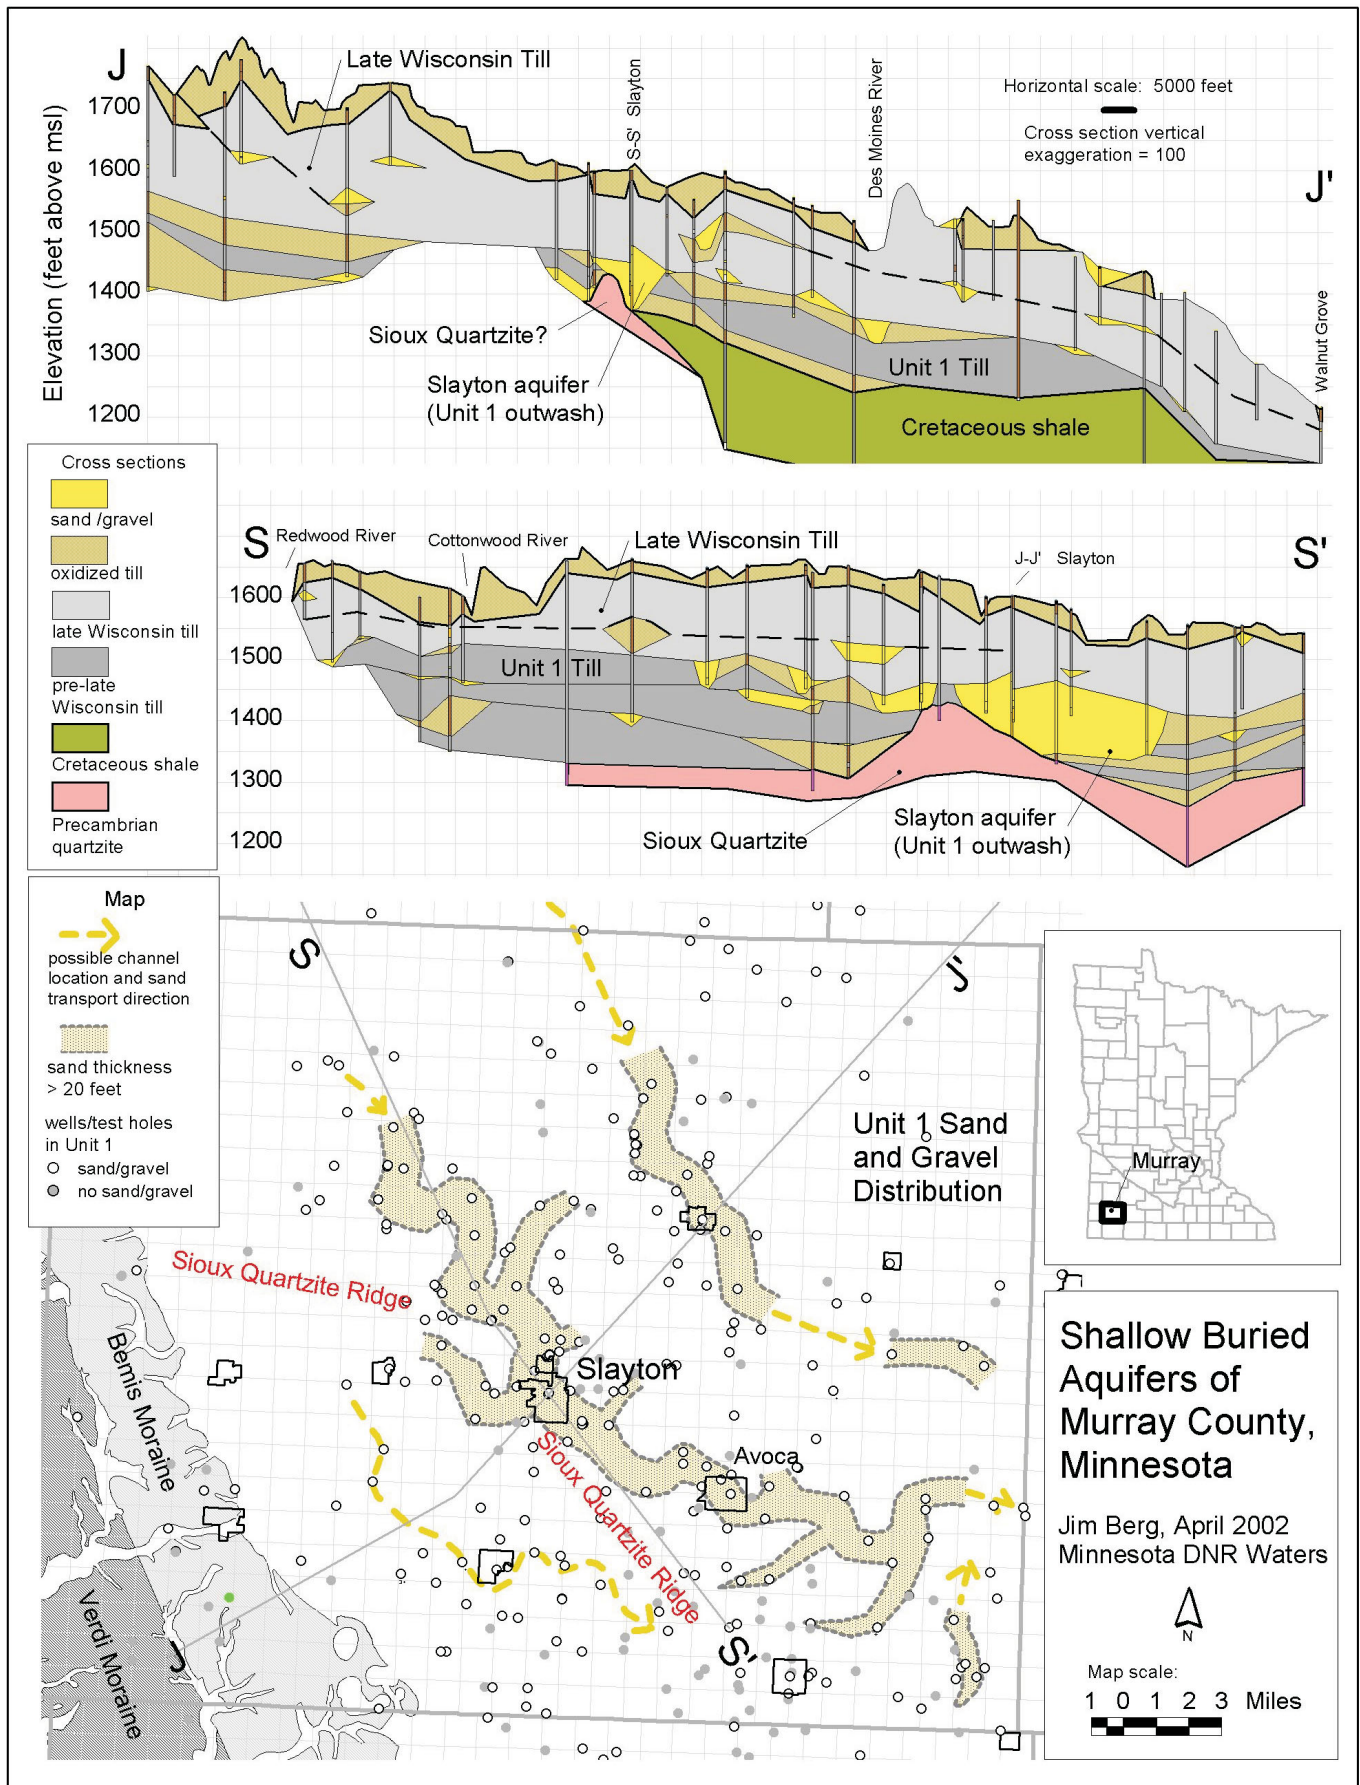 J
Late Wisconsin Till
S-S' Slayton
Des Moines River
Horizontal scale: 5000 feet
Cross section vertical
exaggeration = 100
J'
Elevation (feet above msl)
1700
1600
1500
1400
1300
1200
Sioux Quartzite?
Slayton aquifer
(Unit 1 outwash)
Unit 1 Till
Cretaceous shale
Walnut Grove
Cross sections
sand /gravel
oxidized till
late Wisconsin till
pre-late
Wisconsin till
Cretaceous shale
Precambrian
quartzite
S
Redwood River
Cottonwood River
Late Wisconsin Till
J-J' Slayton
S'
1600
1500
1400
1300
1200
Unit 1 Till
Sioux Quartzite
Slayton aquifer
(Unit 1 outwash)
Map
possible channel
location and sand
transport direction
sand thickness
> 20 feet
wells/test holes
in Unit 1
sand/gravel
no sand/gravel
S
J'
Unit 1 Sand
and Gravel
Distribution
Murray
Sioux Quartzite Ridge
Bemis Moraine
Slayton
Avoca
Sioux Quartzite Ridge
Verdi Moraine
J
S'
Shallow Buried
Aquifers of
Murray County,
Minnesota
Jim Berg, April 2002
Minnesota DNR Waters
N
Map scale:
1 0 1 2 3 Miles